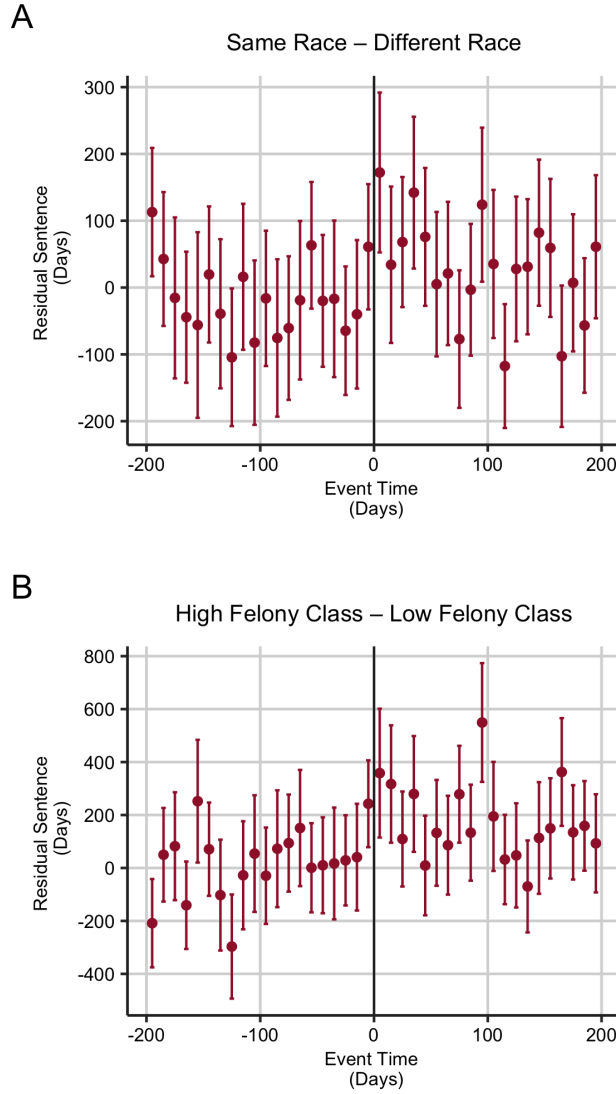 A
Same Race – Different Race
Residual Sentence
(Days)
300
200
100
0
-100
-200
-200 -100 0 100 200
Event Time
(Days)
B
High Felony Class – Low Felony Class
Residual Sentence
(Days)
800
600
400
200
0
-200
-400
-200 -100 0 100 200
Event Time
(Days)